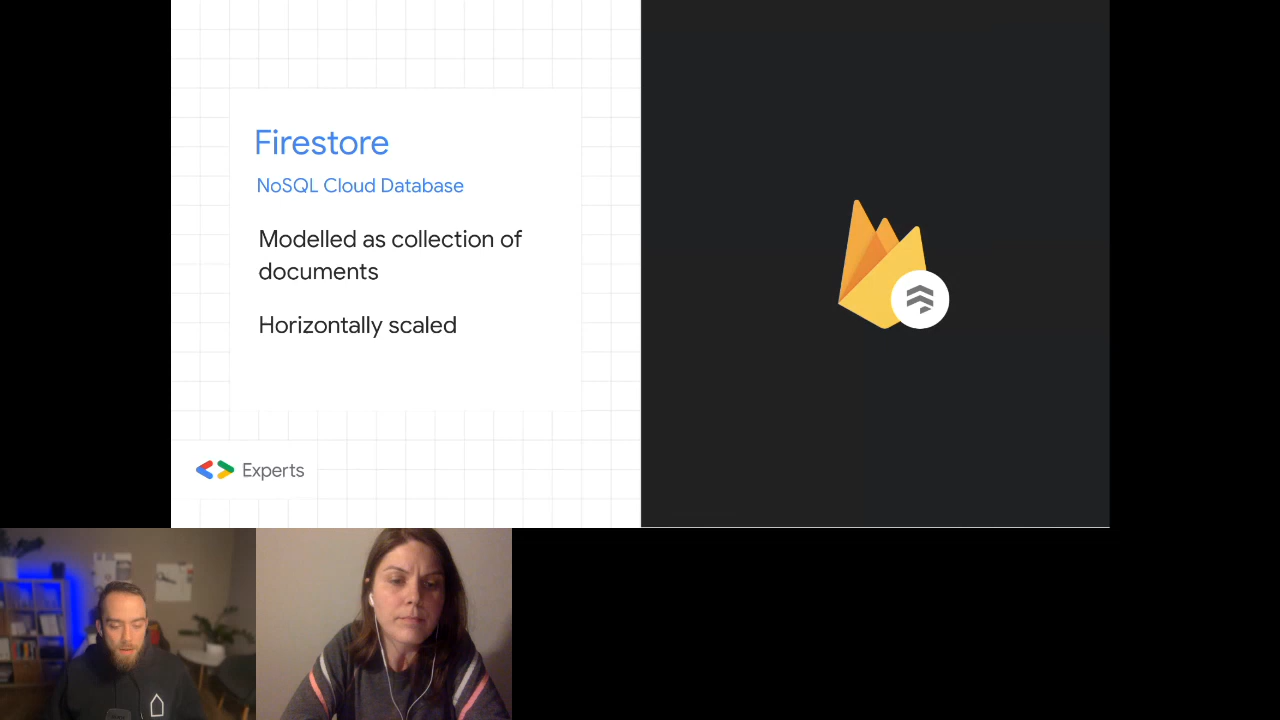 Firestore
NoSQL Cloud Database
Modelled as collection of
documents
Horizontally scaled
Experts